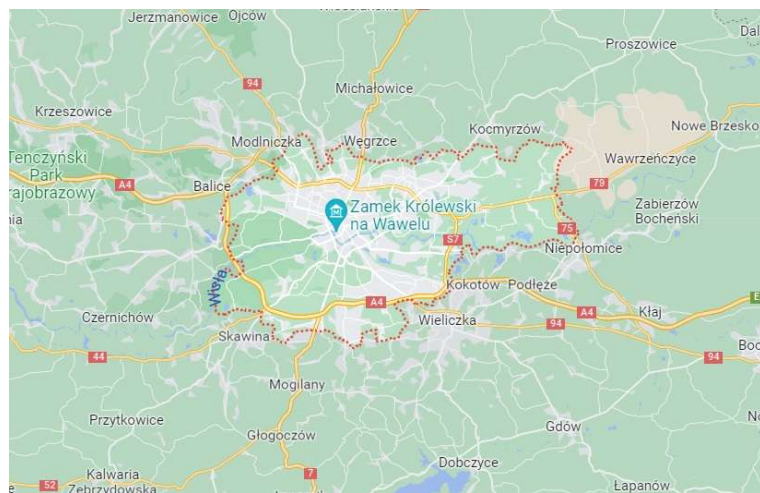 Jerzmanowice
Ojców
Proszowice
94
Michałowice
Krzeszowice
Modlniczka
Węgrzce
Kocmyrzów
Nowe Brzesko
Tenczyński
Park
rajobrazowy
A4
Balice
Wawrzeńczyce
79
Zamek Królewski
na Wawelu
Zabierzów
Bocheński
75
S7
Niepołomice
Wisła
Kokotów
Podłęże
A4
A4
Kłaj
Czernichów
Wieliczka
94
Skawina
44
94
Mogilany
Przytkowice
Gdów
Głogoczów
7
Dobczyce
Kalwaria
Zebrzydowska
52
Łapanów